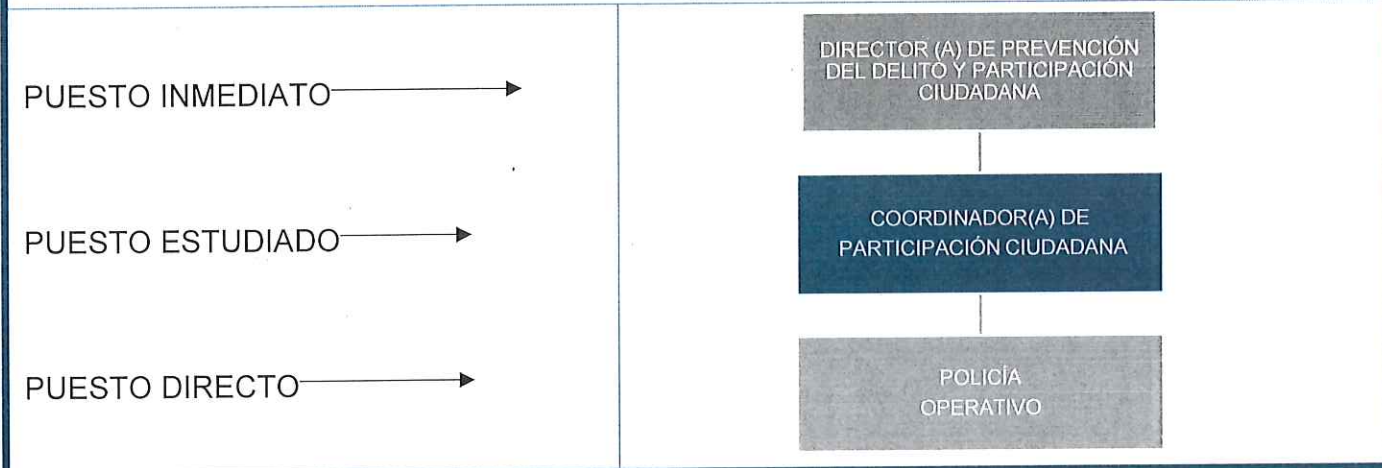 PUESTO INMEDIATO
DIRECTOR (A) DE PREVENCIÓN
DEL DELITO Y PARTICIPACIÓN
CIUDADANA
PUESTO ESTUDIADO
COORDINADOR(A) DE
PARTICIPACIÓN CIUDADANA
PUESTO DIRECTO
POLICÍA
OPERATIVO